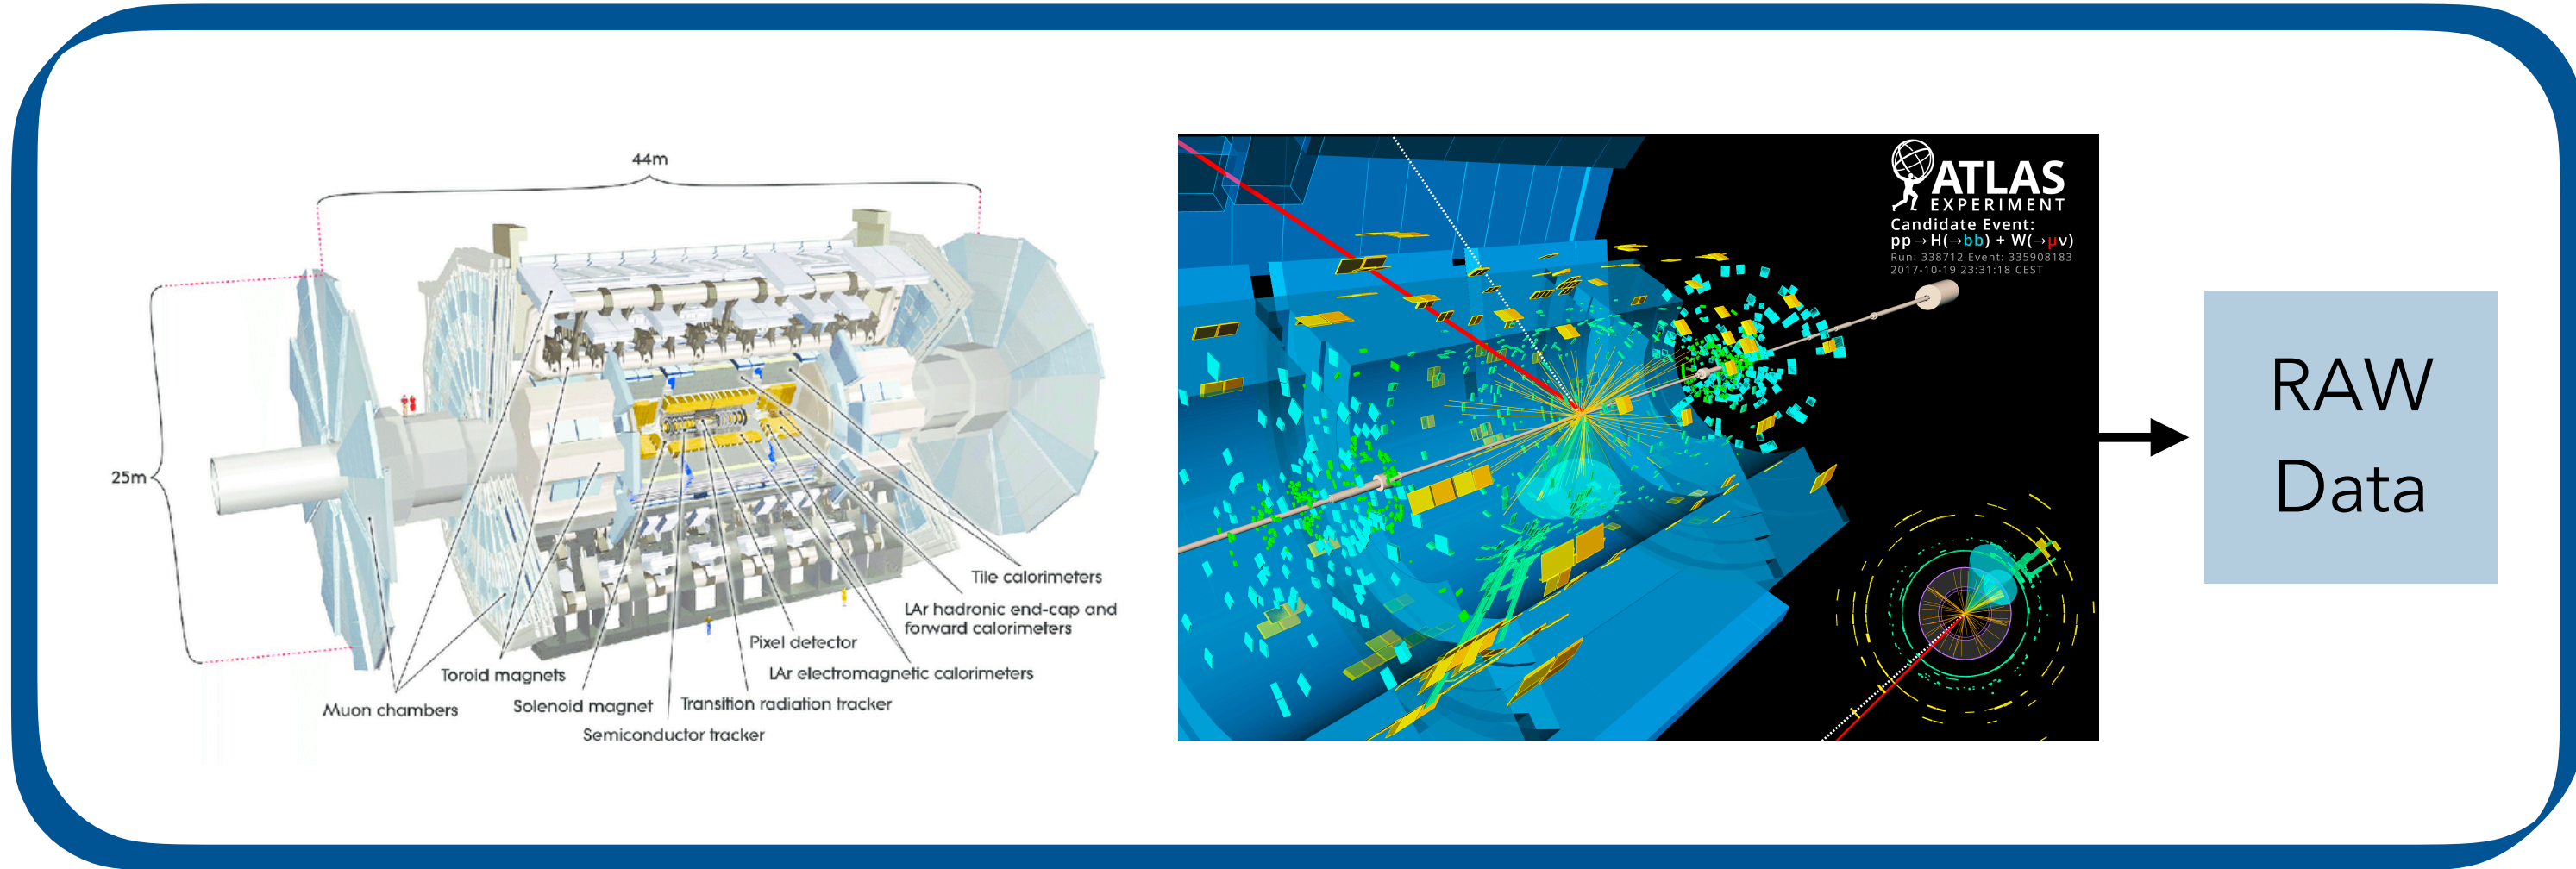 44m
25m
Tile calorimeters
LAr hadronic end-cap and
forward calorimeters
Pixel detector
LAr electromagnetic calorimeters
Toroid magnets
Solenoid magnet
Transition radiation tracker
Muon chambers
Semiconductor tracker
ATLAS
EXPERIMENT
Candidate Event:
pp→H(→bb) + W(→μν)
Run: 338712 Event: 335908183
2017-10-19 23:31:18 CEST
RAW
Data